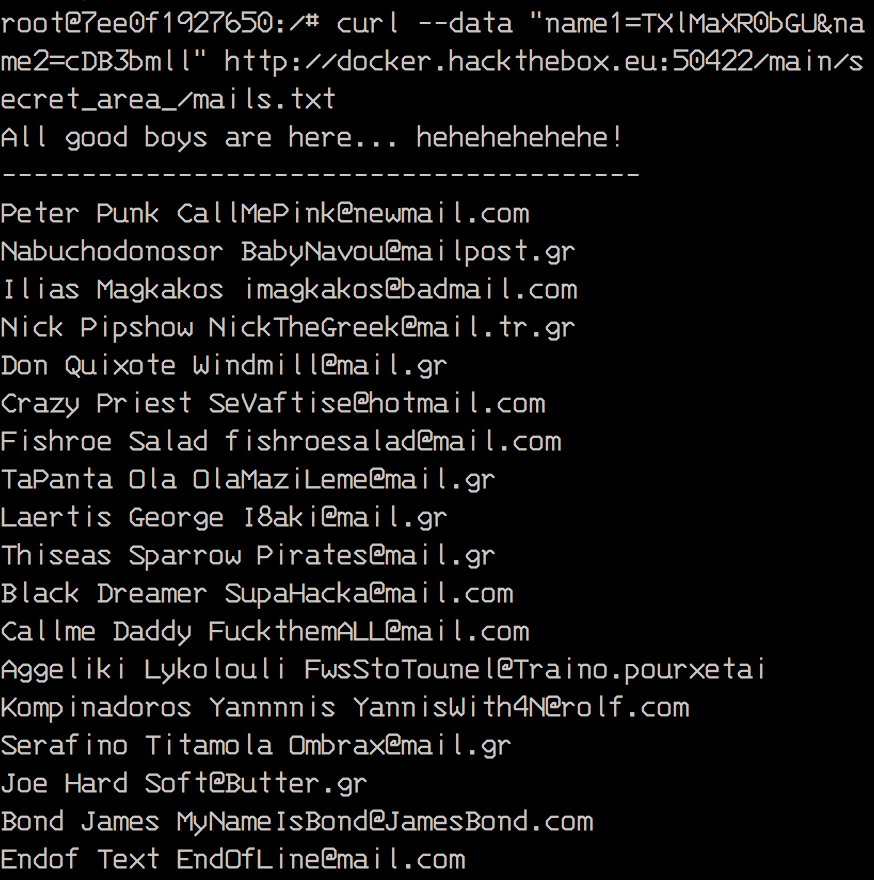 root@7ee0f1927650:/# curl --data "name1=TXlMaXR0bGU&na
me2=cDB3bmll" http://docker.hackthebox.eu:50422/main/s
ecret_area_/mails.txt
All good boys are here... hehehehehehe!
----------------------------------------
Peter Punk CallMePink@newmail.com
Nabuchodonosor BabyNavou@mailpost.gr
Ilias Magkakos imagkakos@badmail.com
Nick Pipshow NickTheGreek@mail.tr.gr
Don Quixote Windmill@mail.gr
Crazy Priest SeVaftise@hotmail.com
Fishroe Salad fishroesalad@mail.com
TaPanta Ola OlaMaziLeme@mail.gr
Laertis George I8aki@mail.gr
Thiseas Sparrow Pirates@mail.gr
Black Dreamer SupaHacka@mail.com
Callme Daddy FuckthemALL@mail.com
Aggeliki Lykolouli FwsStoTounel@Traino.pourxetai
Kompinadoros Yannnnis YannisWith4N@rolf.com
Serafino Titamola Ombrax@mail.gr
Joe Hard Soft@Butter.gr
Bond James MyNameIsBond@JamesBond.com
Endof Text EndOfLine@mail.com